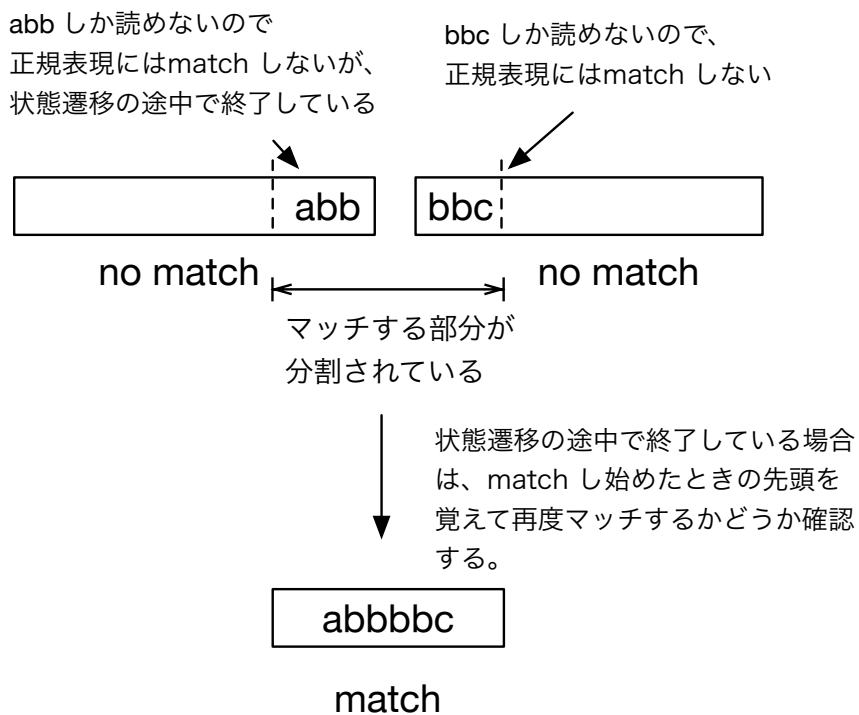 abb しか読めないので
正規表現にはmatch しないが、
状態遷移の途中で終了している
bbc しか読めないので、
正規表現にはmatch しない
abb
bbc
no match
no match
マッチする部分が
分割されている
状態遷移の途中で終了している場合
は、match し始めたときの先頭を
覚えて再度マッチするかどうか確認
する。
abbbbc
match